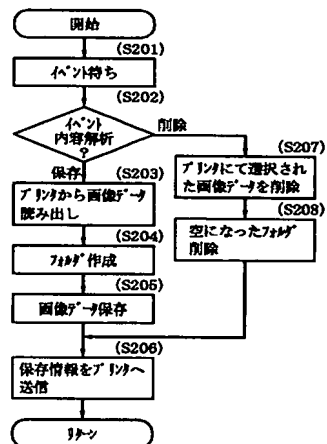 開始
(S201)
イベント待ち
(S202)
イベント
内容解析
?
削除
保存
(S203)
プリンタから画像データ
読み出し
(S204)
フォルダ作成
(S205)
画像データ保存
(S206)
保存情報をプリンタへ
送信
リターン
(S207)
プリンタにて選択され
た画像データを削除
(S208)
空になったフォルダ
削除